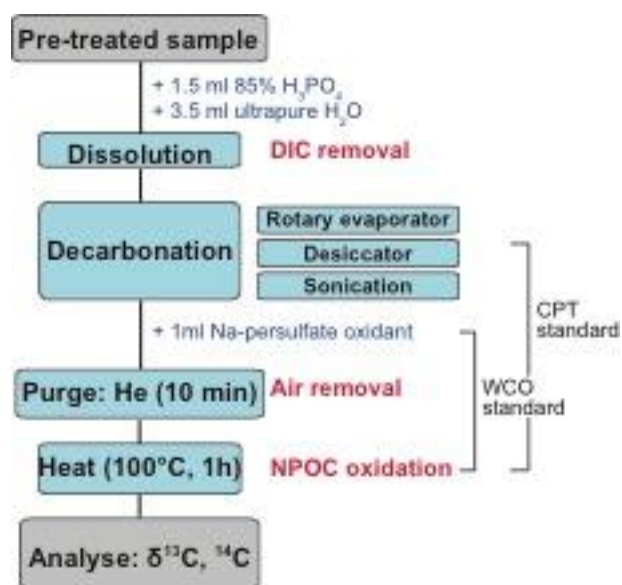 Pre-treated sample
+ 1.5 ml 85% H₃PO₄
+ 3.5 ml ultrapure H₂O
Dissolution
DIC removal
Decarbonation
Rotary evaporator
Desiccator
Sonication
+ 1ml Na-persulfate oxidant
CPT
standard
Purge: He (10 min)
Air removal
WCO
standard
Heat (100°C, 1h)
NPOC oxidation
Analyse: δ¹³C, ¹⁴C